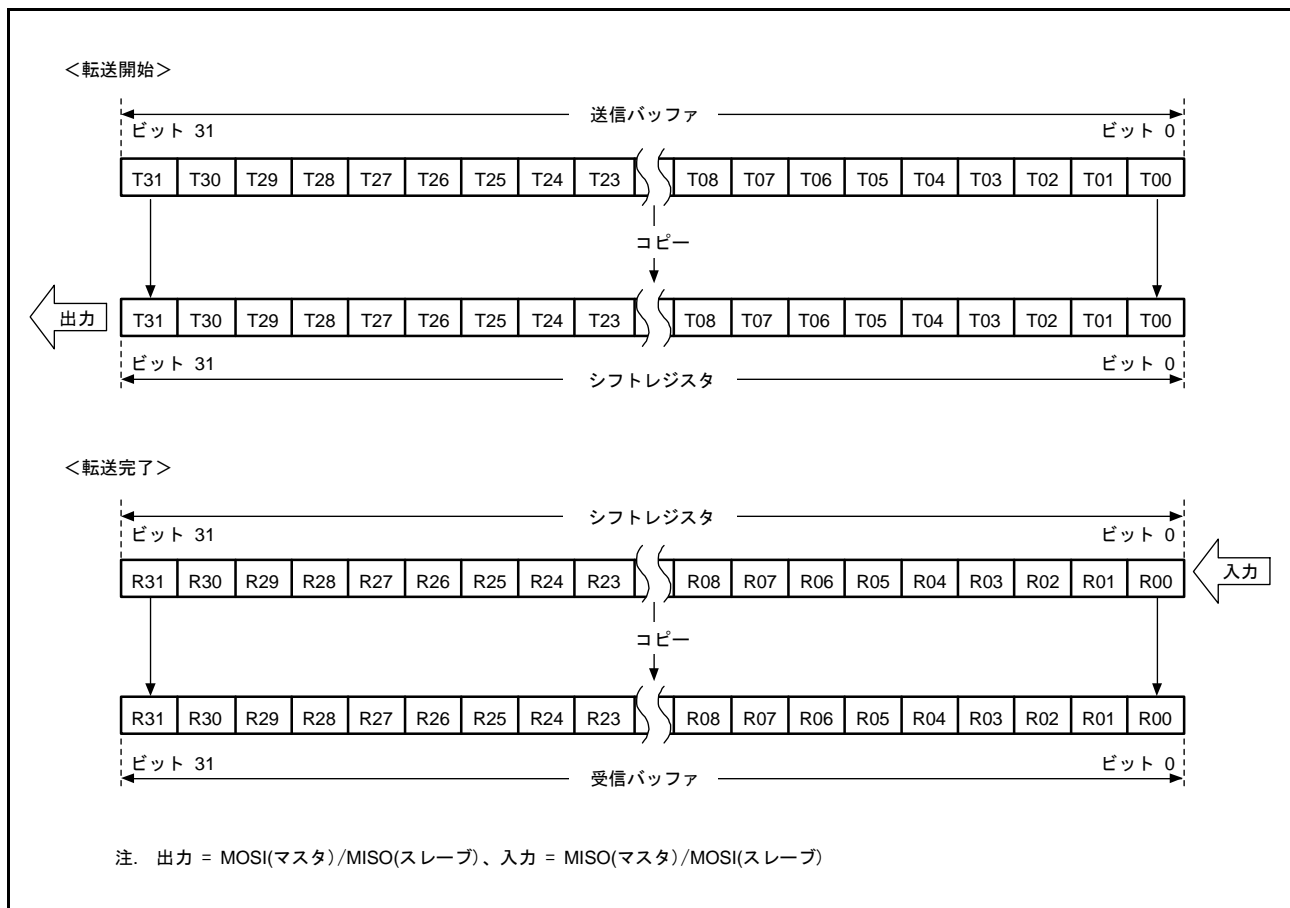 ＜転送開始＞
送信バッファ
ビット 31 ビット 0
T31 T30 T29 T28 T27 T26 T25 T24 T23 T08 T07 T06 T05 T04 T03 T02 T01 T00
コピー
出力 T31 T30 T29 T28 T27 T26 T25 T24 T23 T08 T07 T06 T05 T04 T03 T02 T01 T00
ビット 31 ビット 0
シフトレジスタ
＜転送完了＞
シフトレジスタ
ビット 31 ビット 0
R31 R30 R29 R28 R27 R26 R25 R24 R23 R08 R07 R06 R05 R04 R03 R02 R01 R00 入力
コピー
R31 R30 R29 R28 R27 R26 R25 R24 R23 R08 R07 R06 R05 R04 R03 R02 R01 R00
ビット 31 ビット 0
受信バッファ
注. 出力 = MOSI(マスタ)/MISO(スレーブ)、入力 = MISO(マスタ)/MOSI(スレーブ)